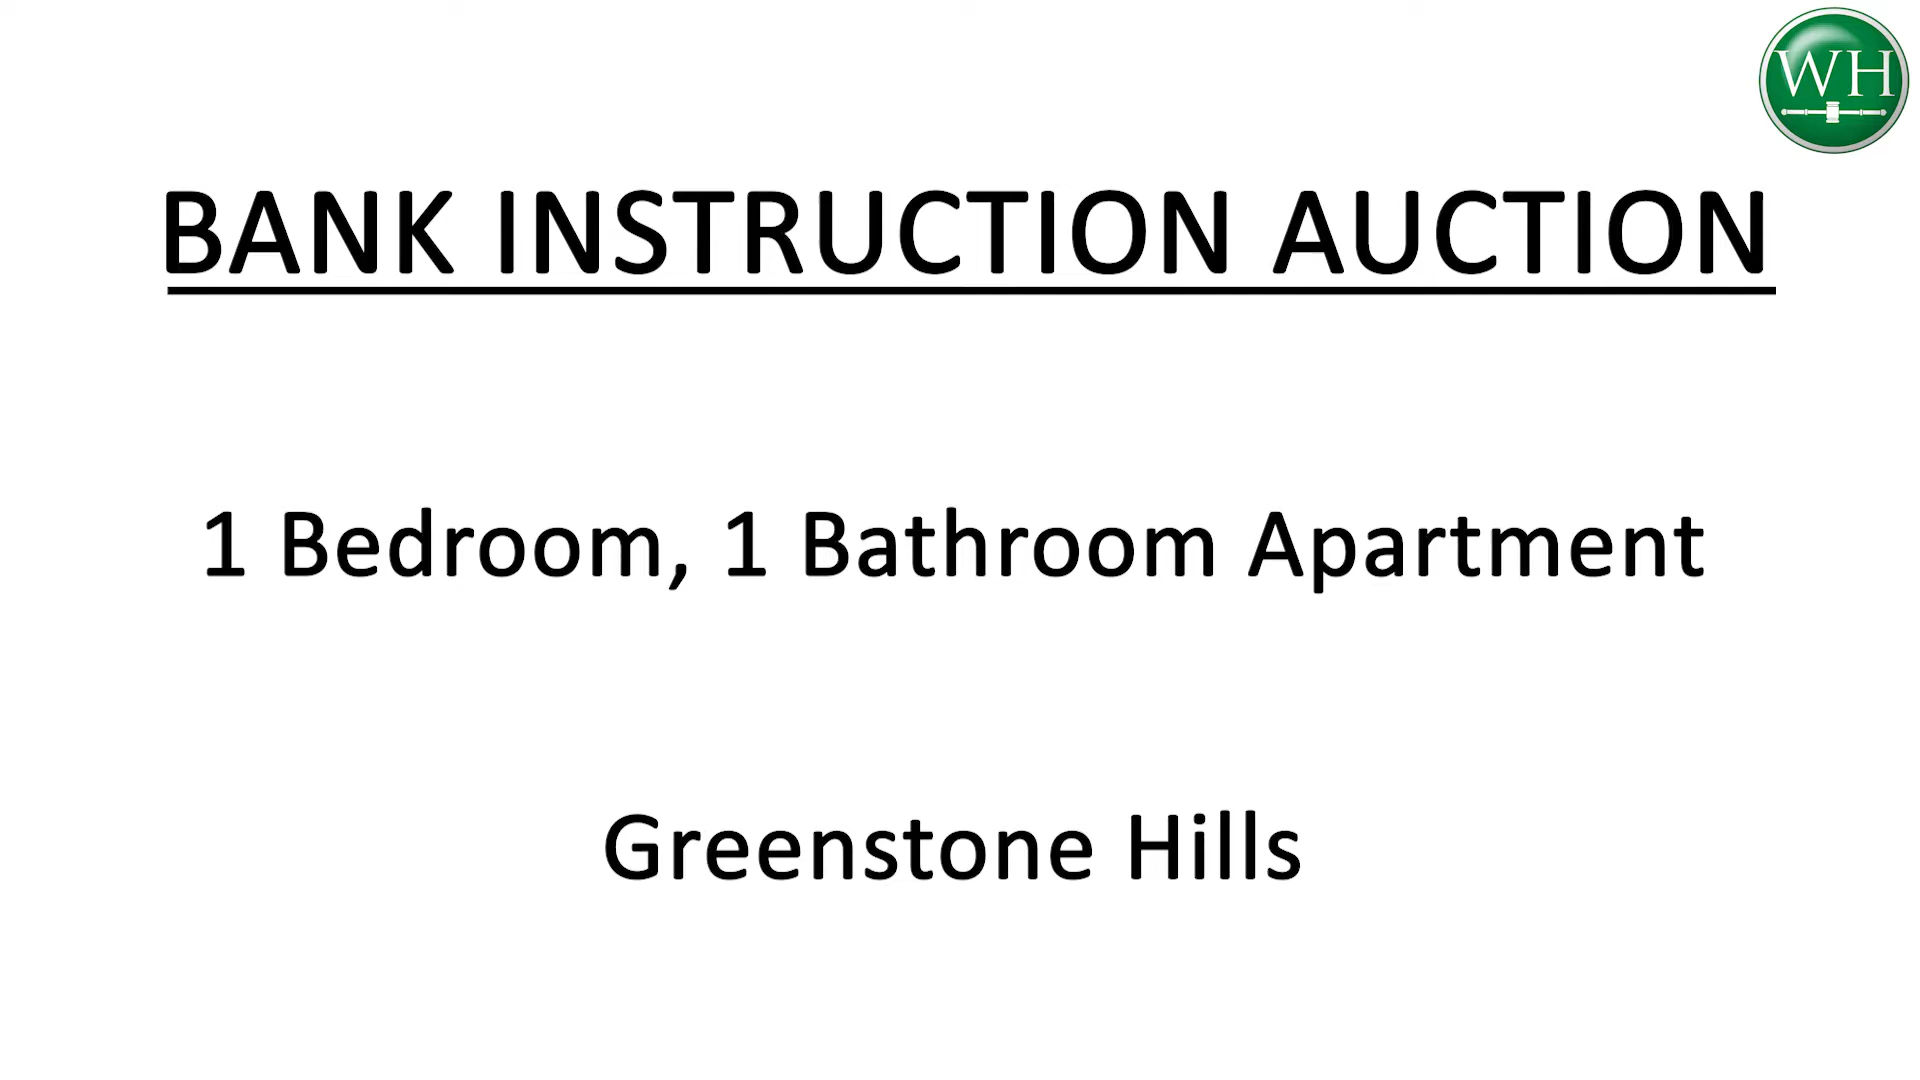 WH
BANK INSTRUCTION AUCTION
1 Bedroom, 1 Bathroom Apartment
Greenstone Hills